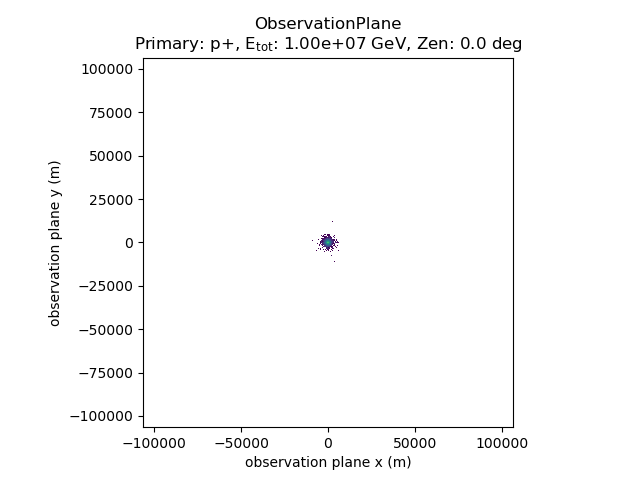 ObservationPlane
Primary: p+, E_tot: 1.00e+07 GeV, Zen: 0.0 deg
100000
75000
50000
25000
0
−25000
−50000
−75000
−100000
observation plane y (m)
−100000 −50000 0 50000 100000
observation plane x (m)